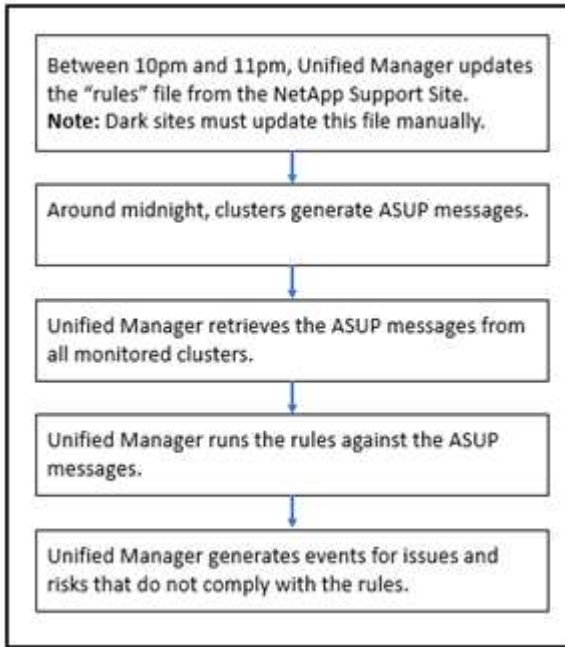 Between 10pm and 11pm, Unified Manager updates
the “rules” file from the NetApp Support Site.
Note: Dark sites must update this file manually.
Around midnight, clusters generate ASUP messages.
Unified Manager retrieves the ASUP messages from
all monitored clusters.
Unified Manager runs the rules against the ASUP
messages.
Unified Manager generates events for issues and
risks that do not comply with the rules.